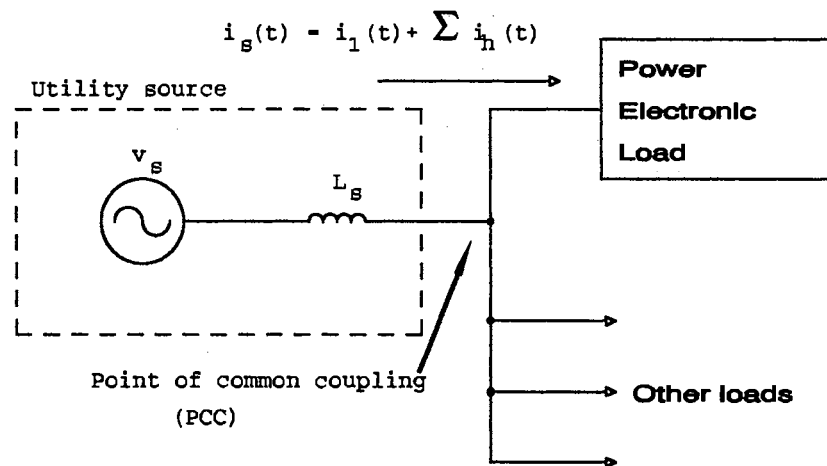 i_s(t) = i_1(t) + Σ i_h(t)
Utility source
v_s
L_s
Power
Electronic
Load
Point of common coupling
(PCC)
Other loads